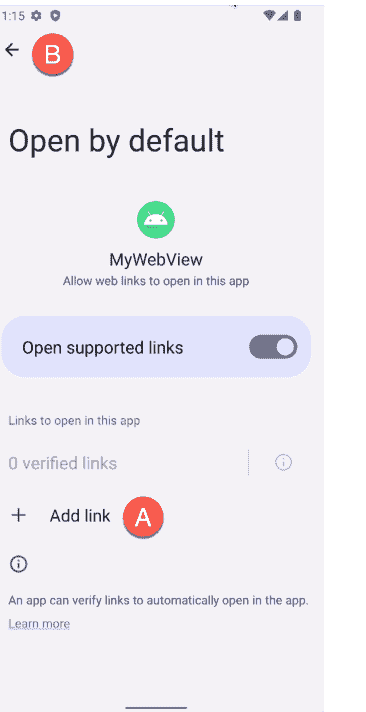 1:15
B
Open by default
MyWebView
Allow web links to open in this app
Open supported links
Links to open in this app
0 verified links
Add link A
An app can verify links to automatically open in the app.
Learn more